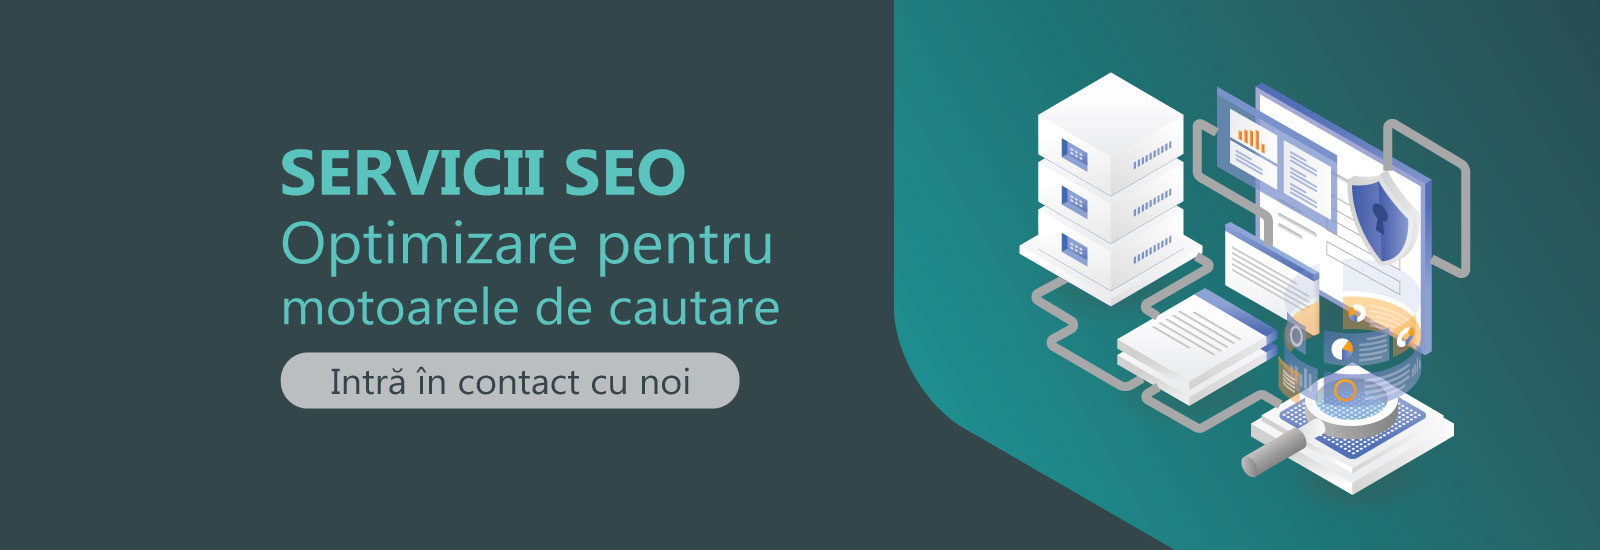 SERVICII SEO
Optimizare pentru
motoarele de cautare
Intră în contact cu noi